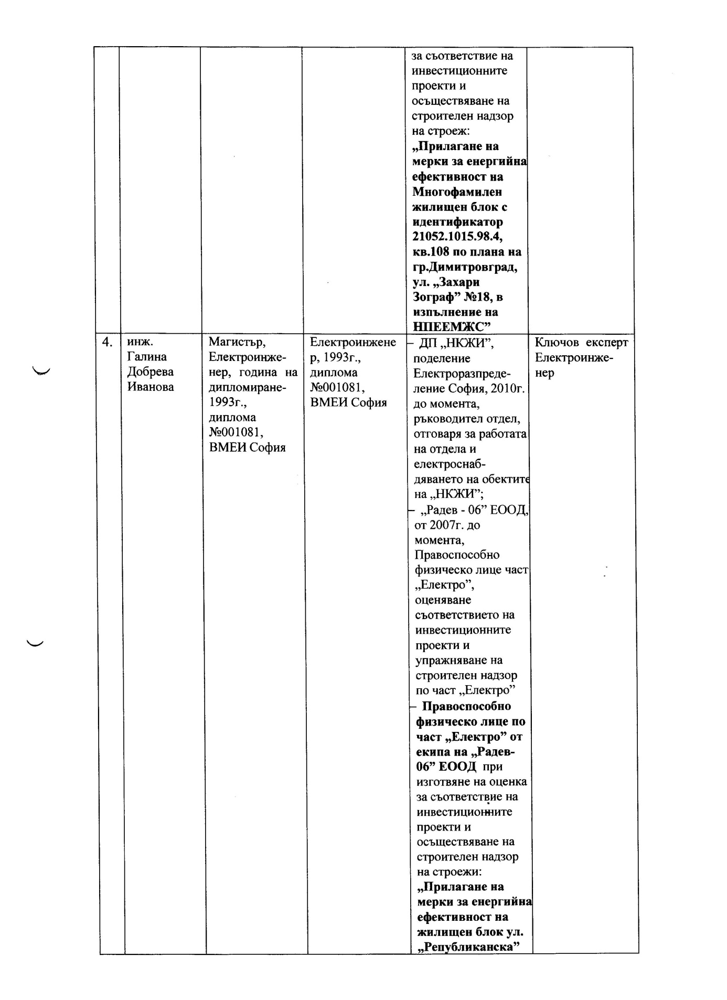 за съответствие на
инвестиционните
проекти и
осъществяване на
строителен надзор
на строеж:
„Прилагане на
мерки за енергийна
ефективност на
Многофамилен
жилищен блок с
идентификатор
21052.1015.98.4,
кв.108 по плана на
гр.Димитровград,
ул. „Захари
Зограф” №18, в
изпълнение на
НПЕЕМЖС”
4.
инж.
Галина
Добрева
Иванова
Магистър,
Електроинже-
нер, година на
дипломиране-
1993г.,
диплома
№001081,
ВМЕИ София
Електроинжене
р, 1993г.,
диплома
№001081,
ВМЕИ София
– ДП „НКЖИ”,
поделение
Електроразпреде-
ление София, 2010г.
до момента,
ръководител отдел,
отговаря за работата
на отдела и
електроснаб-
дяването на обектите
на „НКЖИ”;
– „Радев - 06” ЕООД,
от 2007г. до
момента,
Правоспособно
физическо лице част
„Електро”,
оценяване
съответствието на
инвестиционните
проекти и
упражняване на
строителен надзор
по част „Електро”
– Правоспособно
физическо лице по
част „Електро” от
екипа на „Радев-
06” ЕООД при
изготвяне на оценка
за съответствие на
инвестиционните
проекти и
осъществяване на
строителен надзор
на строежи:
„Прилагане на
мерки за енергийна
ефективност на
жилищен блок ул.
„Републиканска”
Ключов експерт
Електроинже-
нер